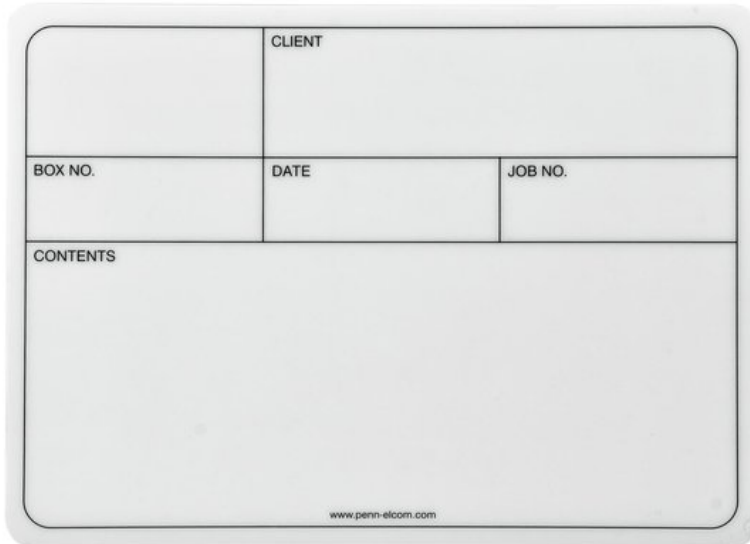 CLIENT
BOX NO.
DATE
JOB NO.
CONTENTS
www.penn-elcom.com